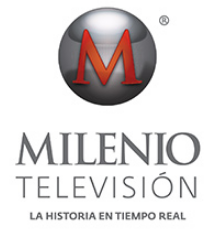 M®
MILENIO
TELEVISIÓN
LA HISTORIA EN TIEMPO REAL